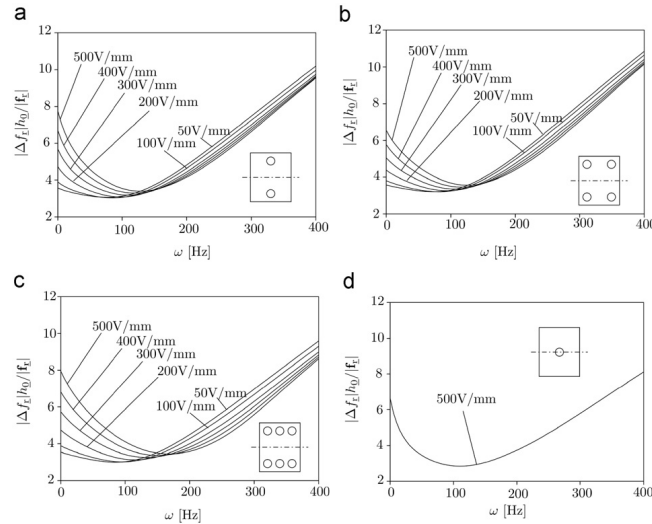 a
|Δf_r|h_0/|f_r|
12
10
8
6
4
2
500V/mm
400V/mm
300V/mm
200V/mm
50V/mm
100V/mm
0
100
200
300
400
ω [Hz]
b
|Δf_r|h_0/|f_r|
12
10
8
6
4
2
500V/mm
400V/mm
300V/mm
200V/mm
50V/mm
100V/mm
0
100
200
300
400
ω [Hz]
c
|Δf_r|h_0/|f_r|
12
10
8
6
4
2
500V/mm
400V/mm
300V/mm
200V/mm
50V/mm
100V/mm
0
100
200
300
400
ω [Hz]
d
|Δf_r|h_0/|f_r|
12
10
8
6
4
2
500V/mm
0
100
200
300
400
ω [Hz]